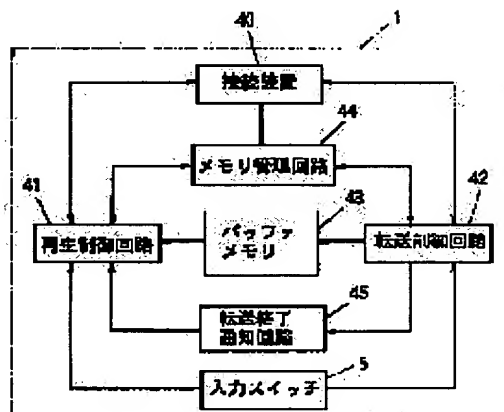 40
1
接続装置
44
メモリ管理回路
41
43
42
再生制御回路
バッファ
メモリ
転送制御回路
45
転送終了
通知回路
5
入力スイッチ